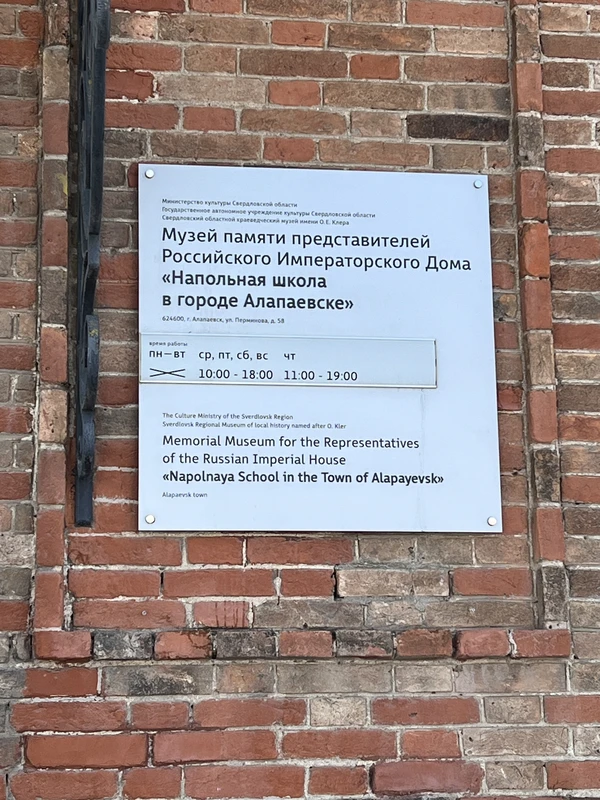 Министерство культуры Свердловской области
Государственное автономное учреждение культуры Свердловской области
Свердловский областной краеведческий музей имени О.Е. Клера
Музей памяти представителей
Российского Императорского Дома
«Напольная школа
в городе Алапаевске»
624600, г. Алапаевск, ул. Перминова, д. 58
время работы
пн—вт ср, пт, сб, вс чт
10:00 - 18:00 11:00 - 19:00
The Culture Ministry of the Sverdlovsk Region
Sverdlovsk Regional Museum of local history named after O. Kler
Memorial Museum for the Representatives
of the Russian Imperial House
«Napolnaya School in the Town of Alapayevsk»
Alapaevsk town